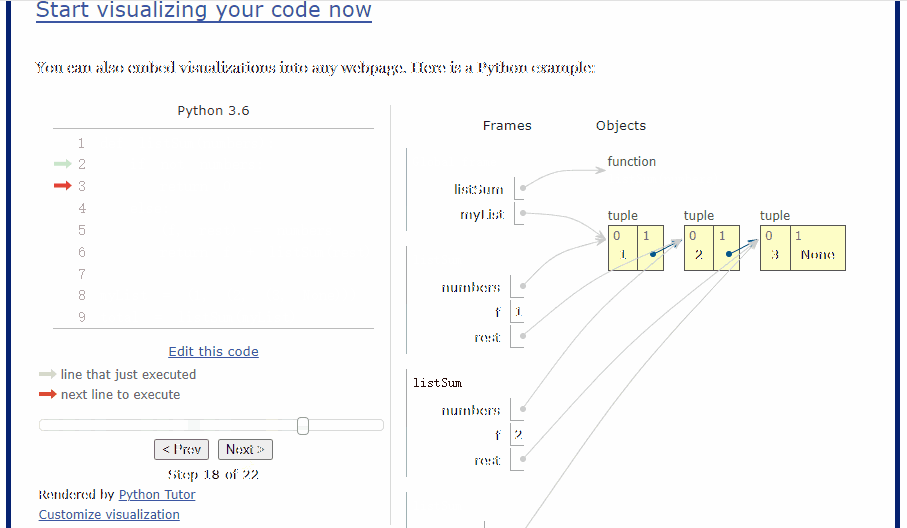 Start visualizing your code now
You can also embed visualizations into any webpage. Here is a Python example:
Python 3.6
1
2
3
4
5
6
7
8
9
Edit this code
line that just executed
next line to execute
< Prev Next >
Step 18 of 22
Rendered by Python Tutor
Customize visualization
Frames Objects
function
listSum
myList
tuple tuple tuple
0 1 0 1 0 1
1 2 3 None
numbers
f 1
rest
listSum
numbers
f 2
rest